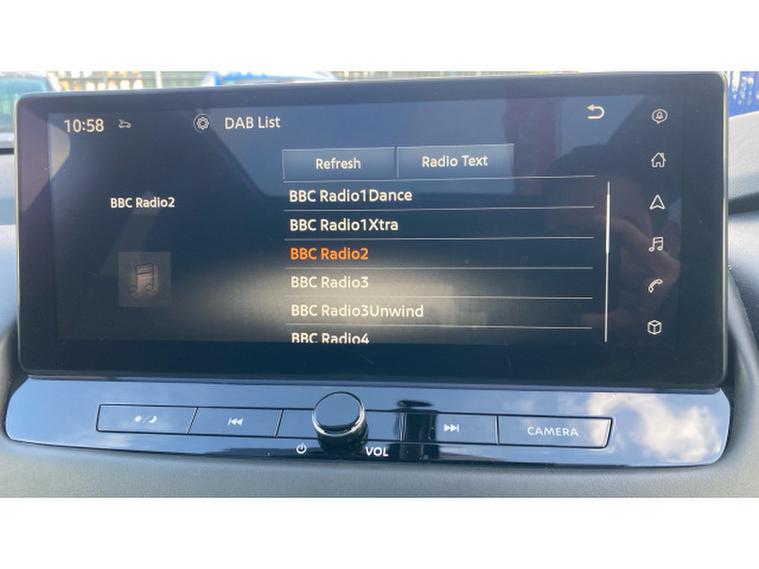 10:58
DAB List
Refresh
Radio Text
BBC Radio2
BBC Radio1Dance
BBC Radio1Xtra
BBC Radio2
BBC Radio3
BBC Radio3Unwind
BBC Radio4
VOL
CAMERA